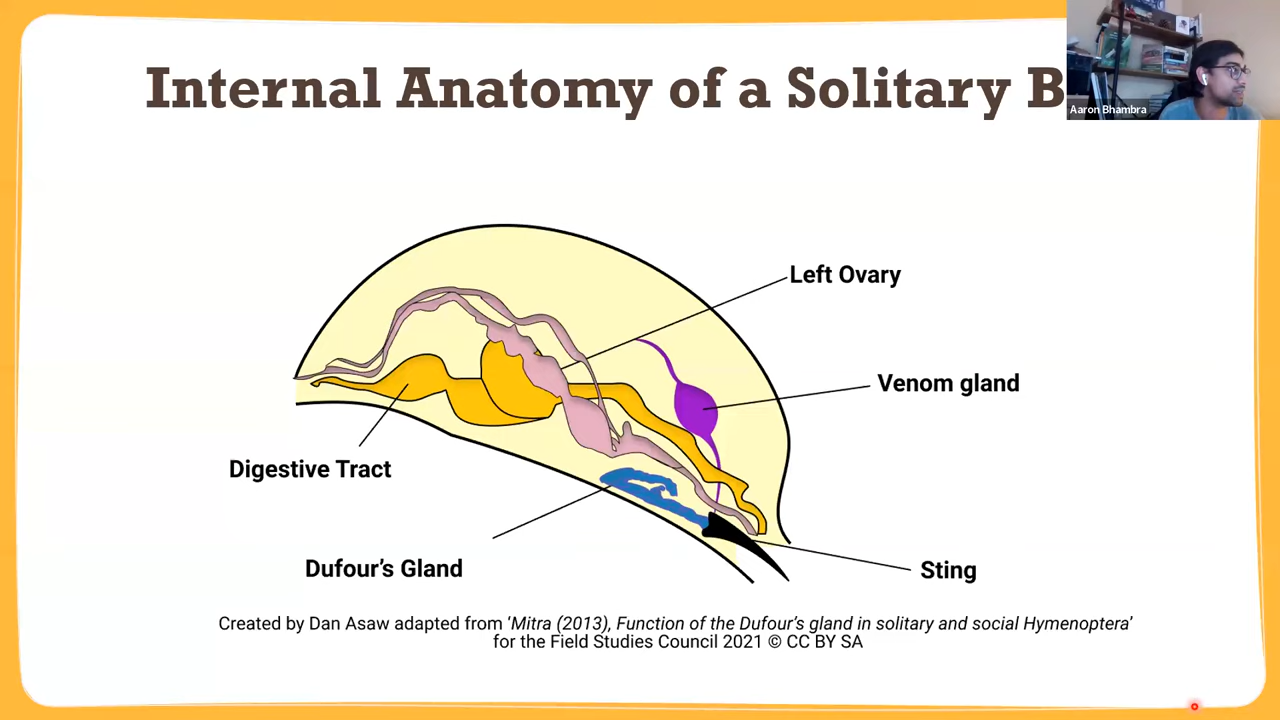 Internal Anatomy of a Solitary
Aaron Bhambra
Left Ovary
Venom gland
Digestive Tract
Dufour's Gland
Sting
Created by Dan Asaw adapted from 'Mitra (2013), Function of the Dufour's gland in solitary and social Hymenoptera'
for the Field Studies Council 2021 © CC BY SA